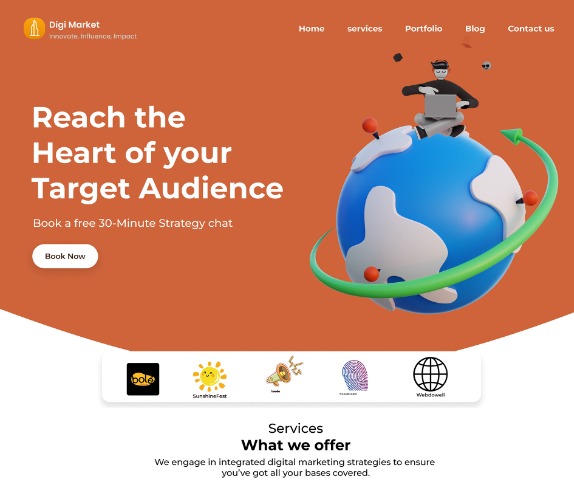 Digi Market
Innovate, Influence, Impact
Home services Portfolio Blog Contact us
Reach the
Heart of your
Target Audience
Book a free 30-Minute Strategy chat
Book Now
SunshineFest
Webdowell
Services
What we offer
We engage in integrated digital marketing strategies to ensure
you've got all your bases covered.